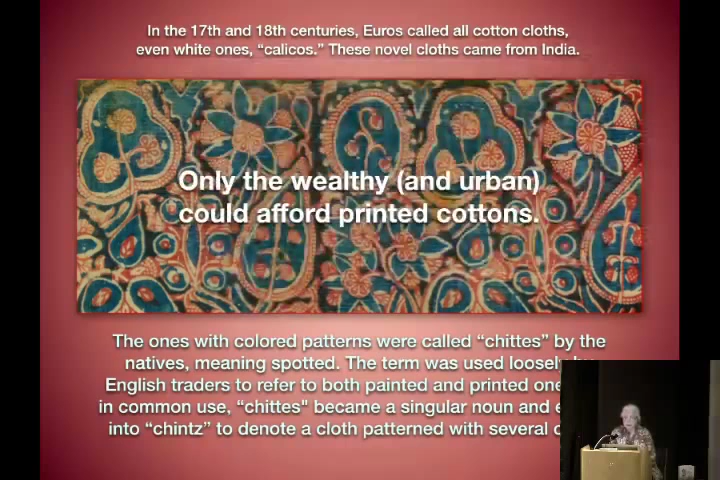 In the 17th and 18th centuries, Euros called all cotton cloths,
even white ones, “calicos.” These novel cloths came from India.
Only the wealthy (and urban)
could afford printed cottons.
The ones with colored patterns were called “chittes” by the
natives, meaning spotted. The term was used loosely
English traders to refer to both painted and printed
in common use, “chittes" became a singular noun and
into “chintz” to denote a cloth patterned with several